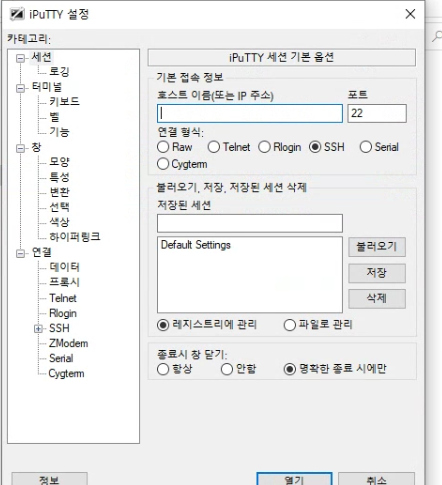 iPuTTY 설정
카테고리:
세션
로깅
터미널
키보드
벨
기능
창
모양
특성
변환
선택
색상
하이퍼링크
연결
데이터
프록시
Telnet
Rlogin
SSH
ZModem
Serial
Cygterm
iPuTTY 세션 기본 옵션
기본 접속 정보
호스트 이름(또는 IP 주소) 포트
22
연결 형식:
Raw Telnet Rlogin SSH Serial
Cygterm
불러오기, 저장, 저장된 세션 삭제
저장된 세션
Default Settings
불러오기
저장
삭제
레지스트리에 관리 파일로 관리
종료시 창 닫기:
항상 안함 명확한 종료 시에만
정보 열기 취소